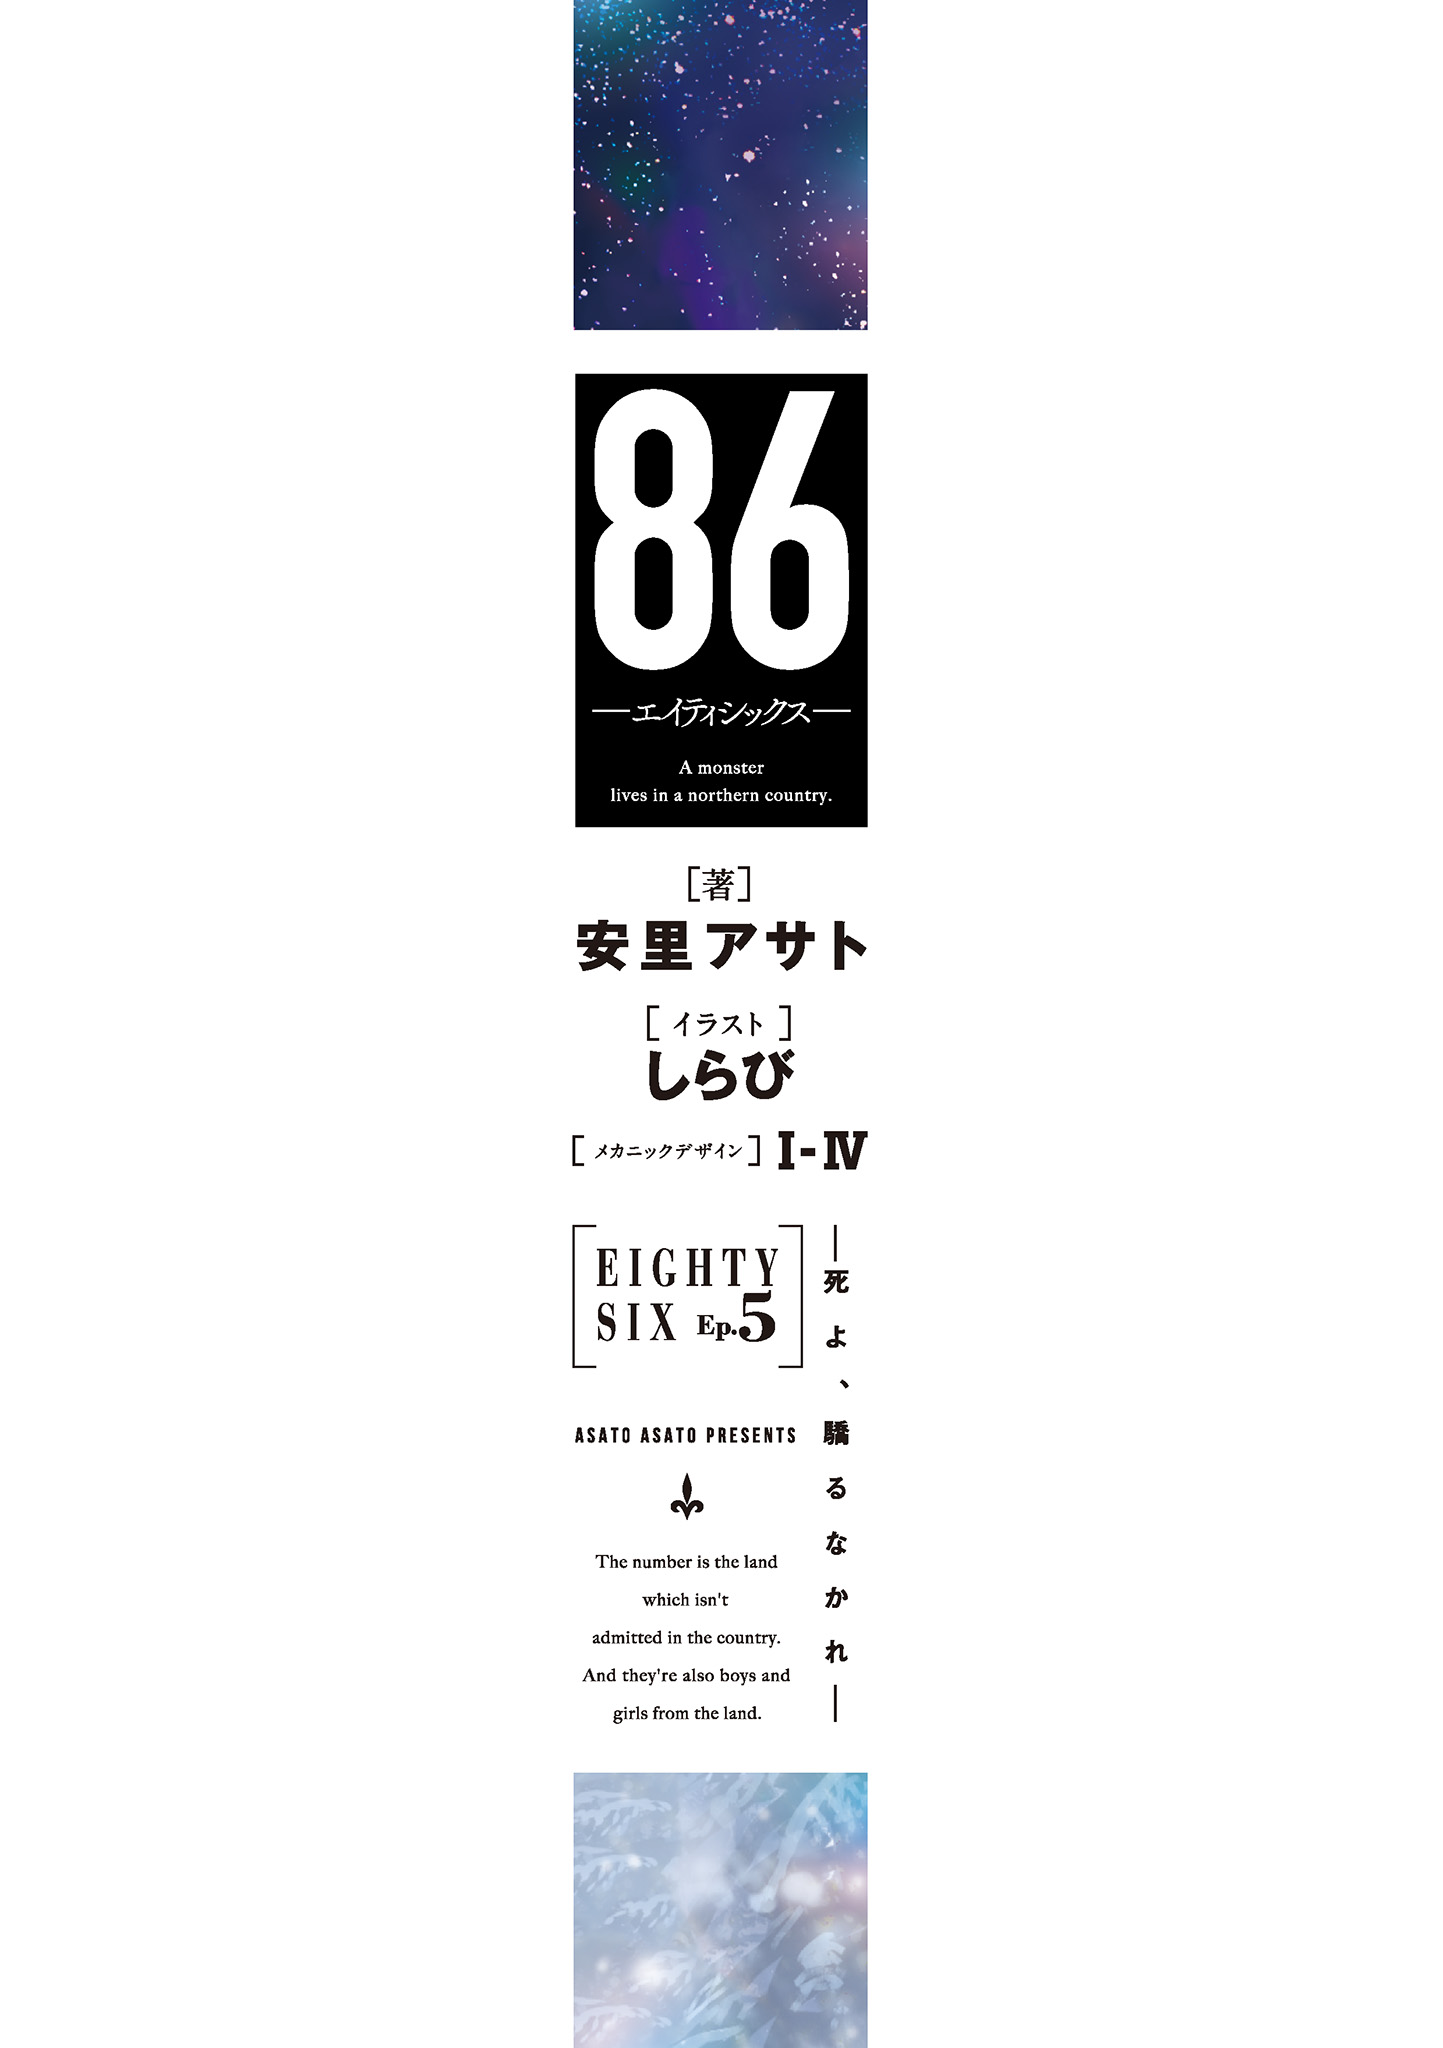 86
―エイティシックス―
A monster
lives in a northern country.
[著]
安里アサト
[イラスト]
しらび
[メカニックデザイン] I-IV
EIGHTY
SIX Ep.5
―死よ、驕るなかれ―
ASATO ASATO PRESENTS
The number is the land
which isn't
admitted in the country.
And they're also boys and
girls from the land.